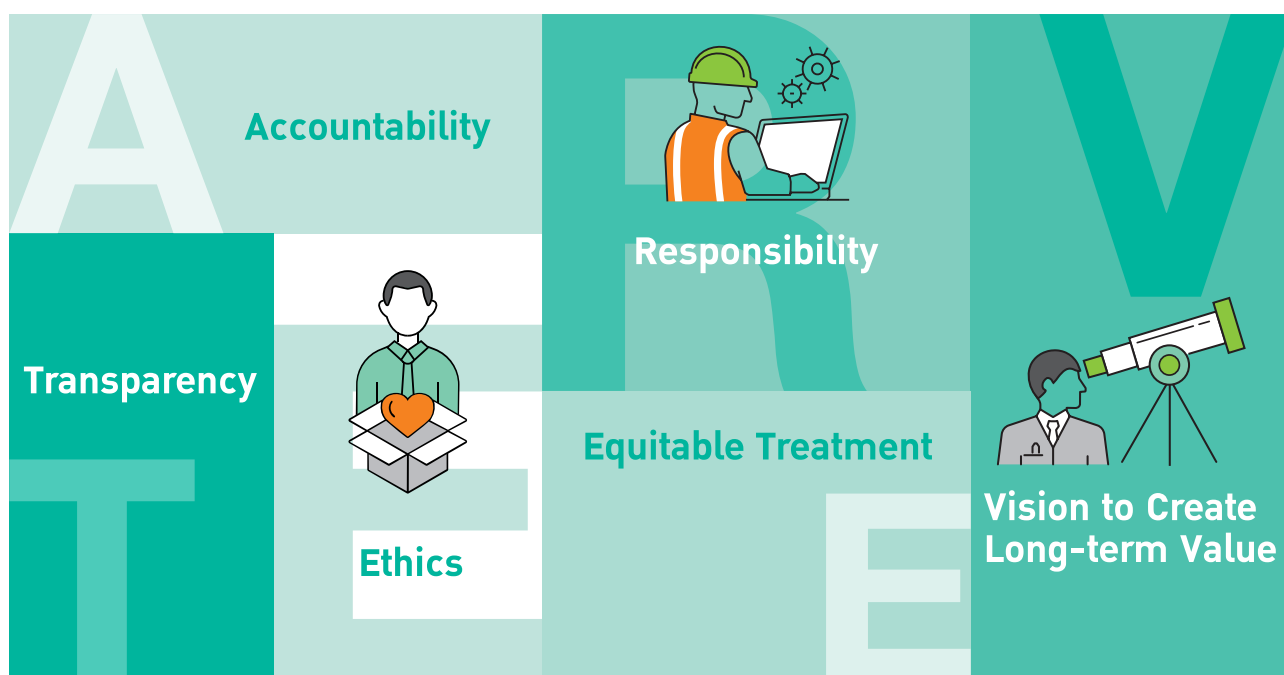 A
Accountability
R
Responsibility
V
Vision to Create
Long-term Value
T
Transparency
E
Ethics
E
Equitable Treatment